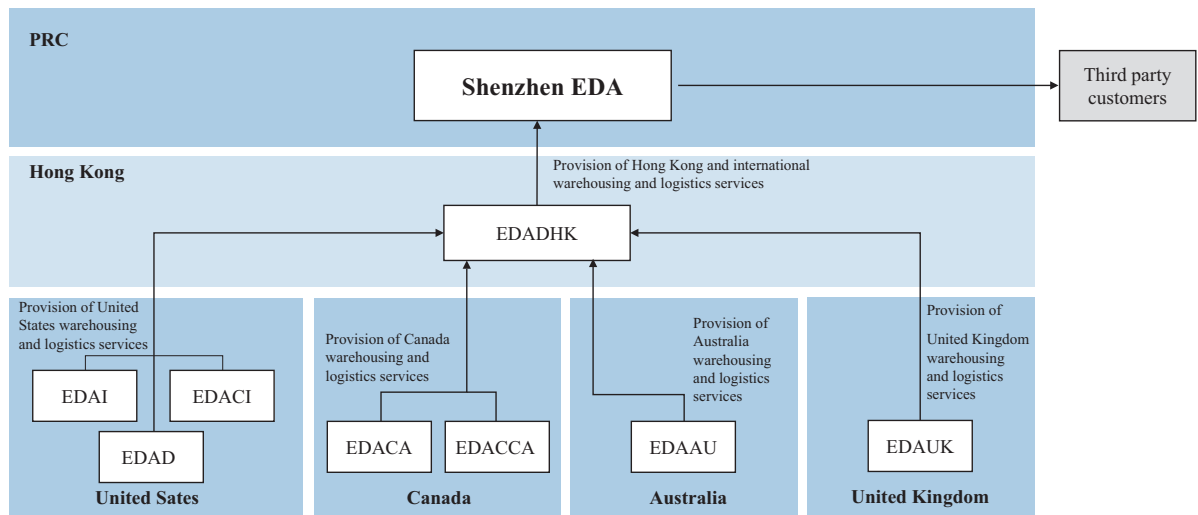 PRC
Shenzhen EDA
Third party
customers
Provision of Hong Kong and international
warehousing and logistics services
Hong Kong
EDADHK
Provision of United
States warehousing
and logistics services
EDAI
EDACI
EDAD
United Sates
Provision of Canada
warehousing and
logistics services
EDACA
EDACCA
Canada
Provision of
Australia
warehousing
and logistics
services
EDAAU
Australia
Provision of
United Kingdom
warehousing
and logistics
services
EDAUK
United Kingdom